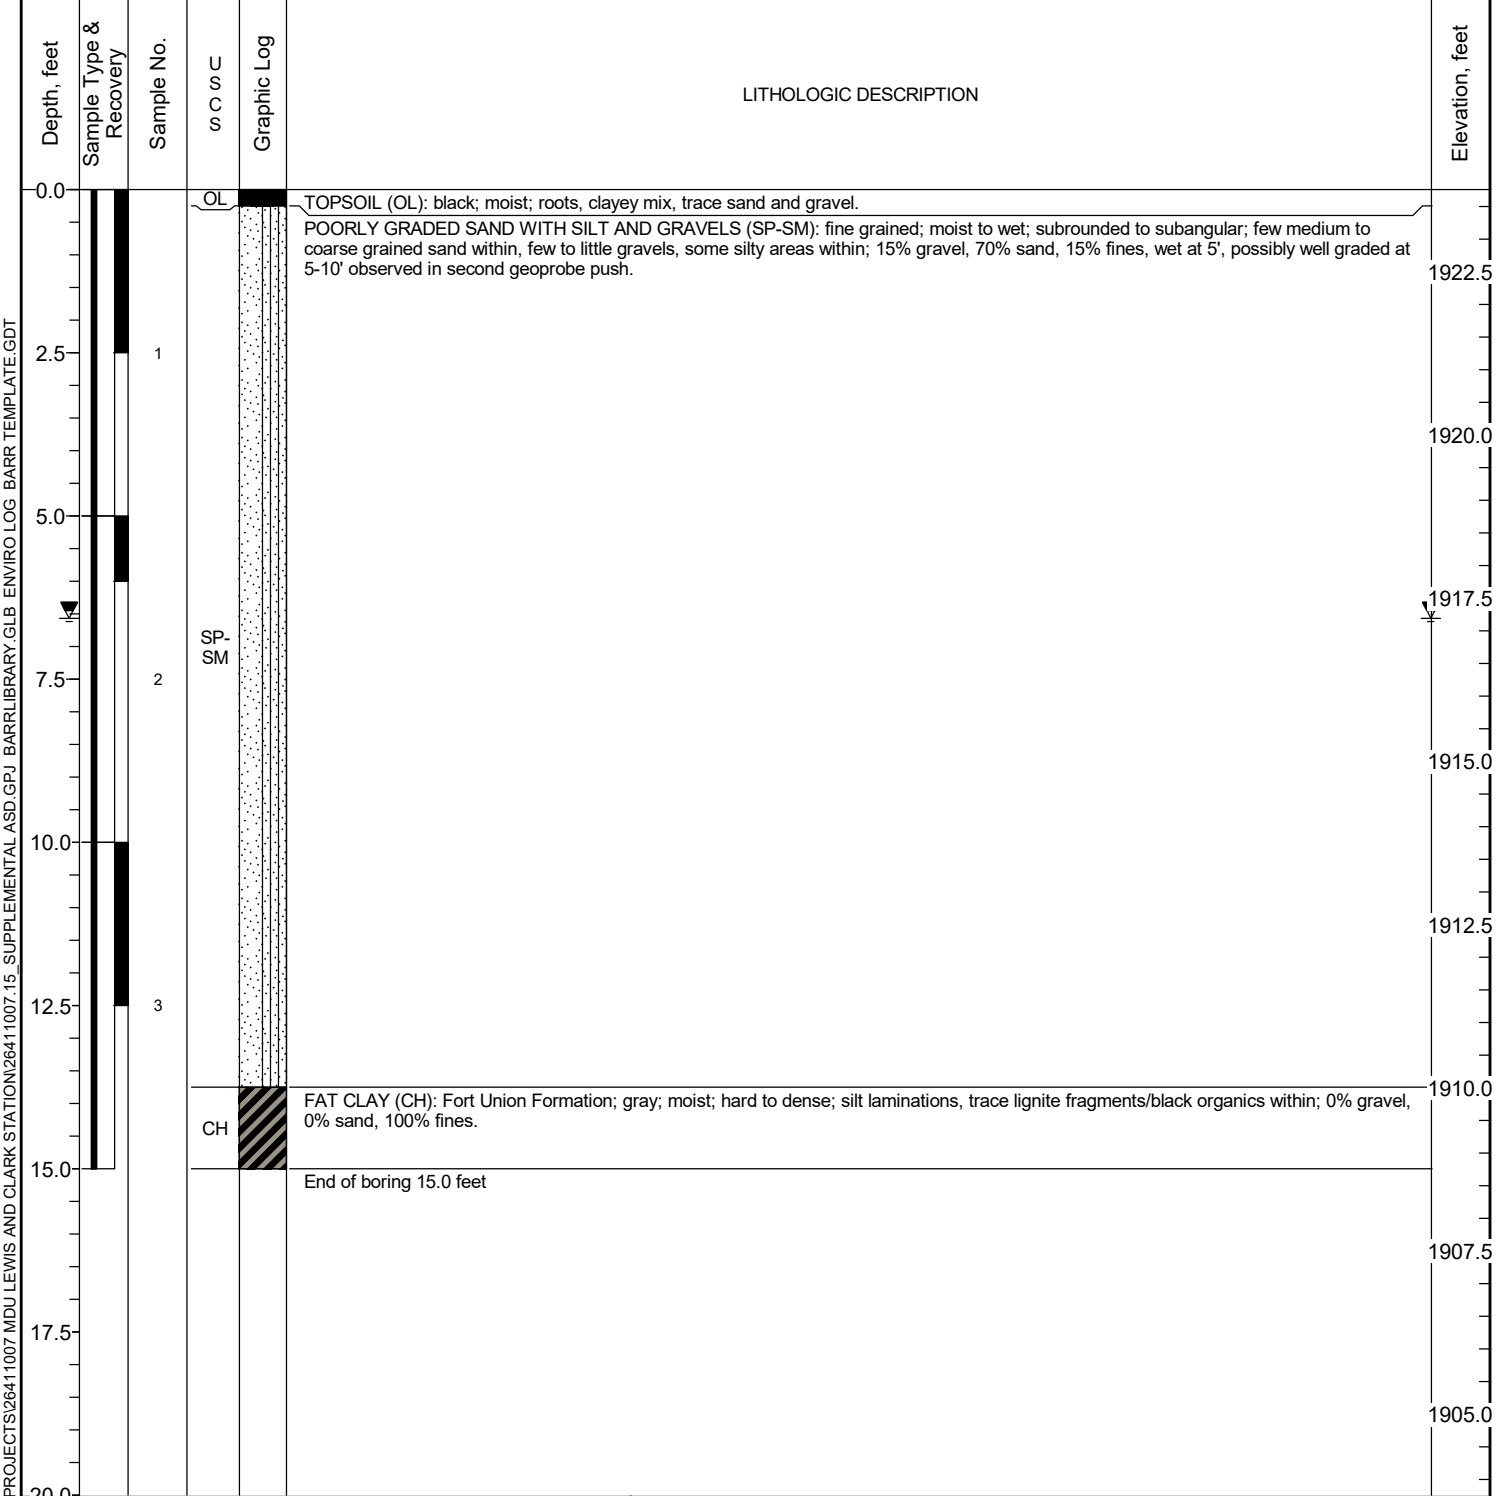 Depth, feet
Sample Type &
Recovery
Sample No.
U
S
C
S
Graphic Log
LITHOLOGIC DESCRIPTION
Elevation, feet
0.0
OL
TOPSOIL (OL): black; moist; roots, clayey mix, trace sand and gravel.
POORLY GRADED SAND WITH SILT AND GRAVELS (SP-SM): fine grained; moist to wet; subrounded to subangular; few medium to
coarse grained sand within, few to little gravels, some silty areas within; 15% gravel, 70% sand, 15% fines, wet at 5', possibly well graded at
5-10' observed in second geoprobe push.
1922.5
2.5
1
1920.0
5.0
1917.5
SP-
SM
7.5
2
1915.0
10.0
1912.5
12.5
3
1910.0
FAT CLAY (CH): Fort Union Formation; gray; moist; hard to dense; silt laminations, trace lignite fragments/black organics within; 0% gravel,
0% sand, 100% fines.
CH
15.0
End of boring 15.0 feet
1907.5
17.5
1905.0
20.0
PROJECTS\26411007 MDU LEWIS AND CLARK STATION\26411007.15_SUPPLEMENTAL ASD.GPJ BARRLIBRARY.GLB ENVIRO LOG BARR TEMPLATE.GDT